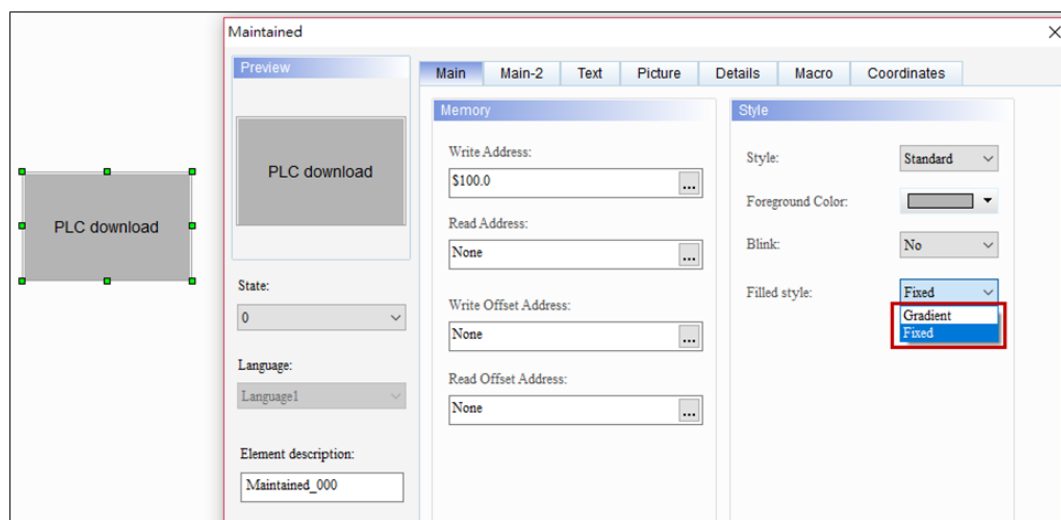 Maintained
Preview
PLC download
PLC download
State:
0
Language:
Language1
Element description:
Maintained_000
Main Main-2 Text Picture Details Macro Coordinates
Memory
Write Address:
$100.0
...
Read Address:
None
...
Write Offset Address:
None
...
Read Offset Address:
None
...
Style
Style:
Standard
Foreground Color:
Blink:
No
Filled style:
Fixed
Gradient
Fixed